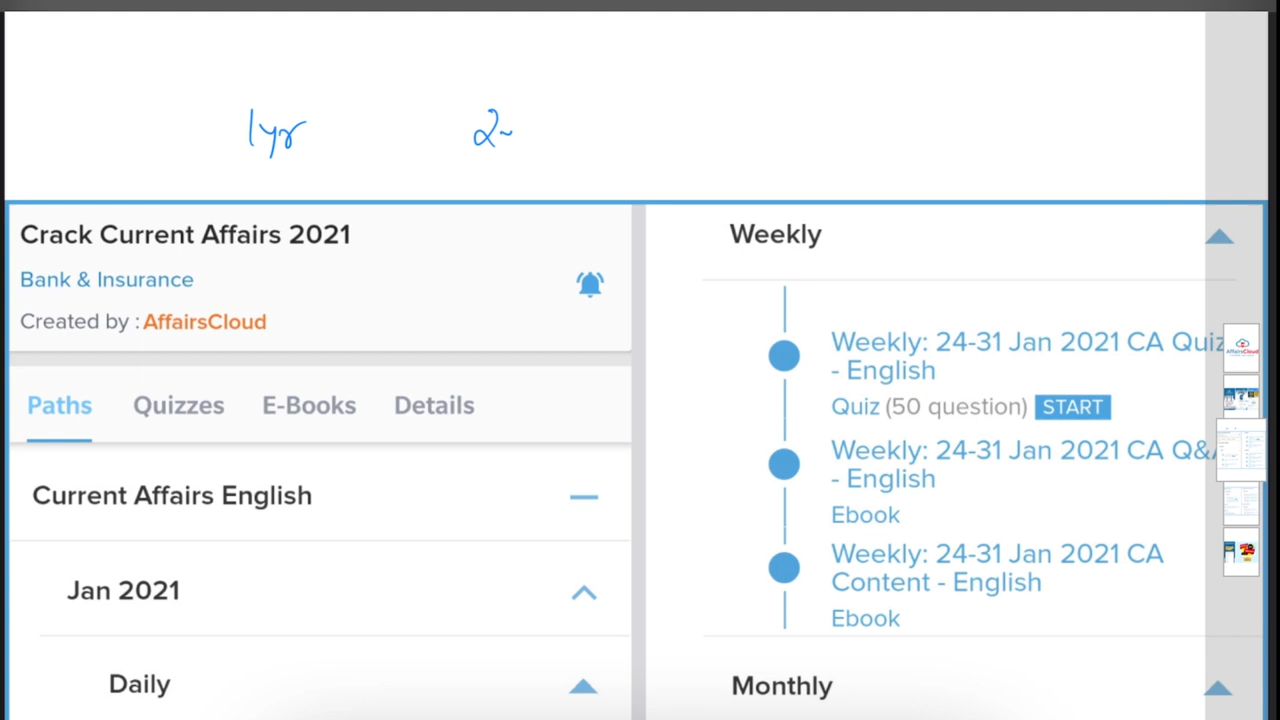 1yr 2
Crack Current Affairs 2021
Bank & Insurance
Created by : AffairsCloud
Paths Quizzes E-Books Details
Current Affairs English
Jan 2021
Daily
Weekly
Weekly: 24-31 Jan 2021 CA Quiz
- English
Quiz (50 question) START
Weekly: 24-31 Jan 2021 CA Q&A
- English
Ebook
Weekly: 24-31 Jan 2021 CA
Content - English
Ebook
Monthly
AffairsCloud